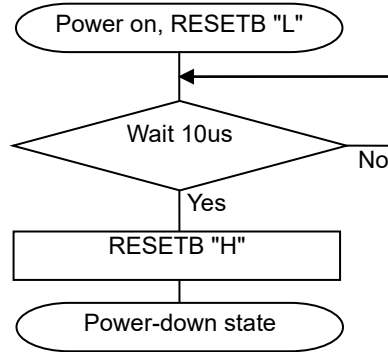 Power on, RESETB "L"
Wait 10us
No
Yes
RESETB "H"
Power-down state